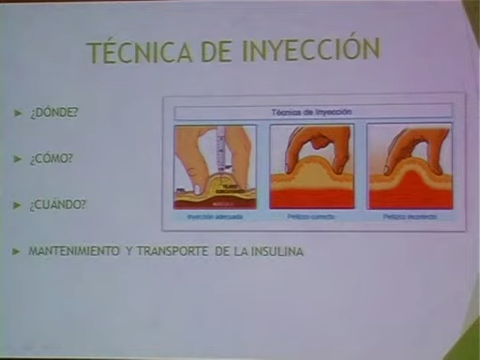 TÉCNICA DE INYECCIÓN
¿DÓNDE?
¿CÓMO?
¿CUÁNDO?
MANTENIMIENTO Y TRANSPORTE DE LA INSULINA
Técnica de Inyección
Inyección adecuada
Pellizco correcto
Pellizco incorrecto